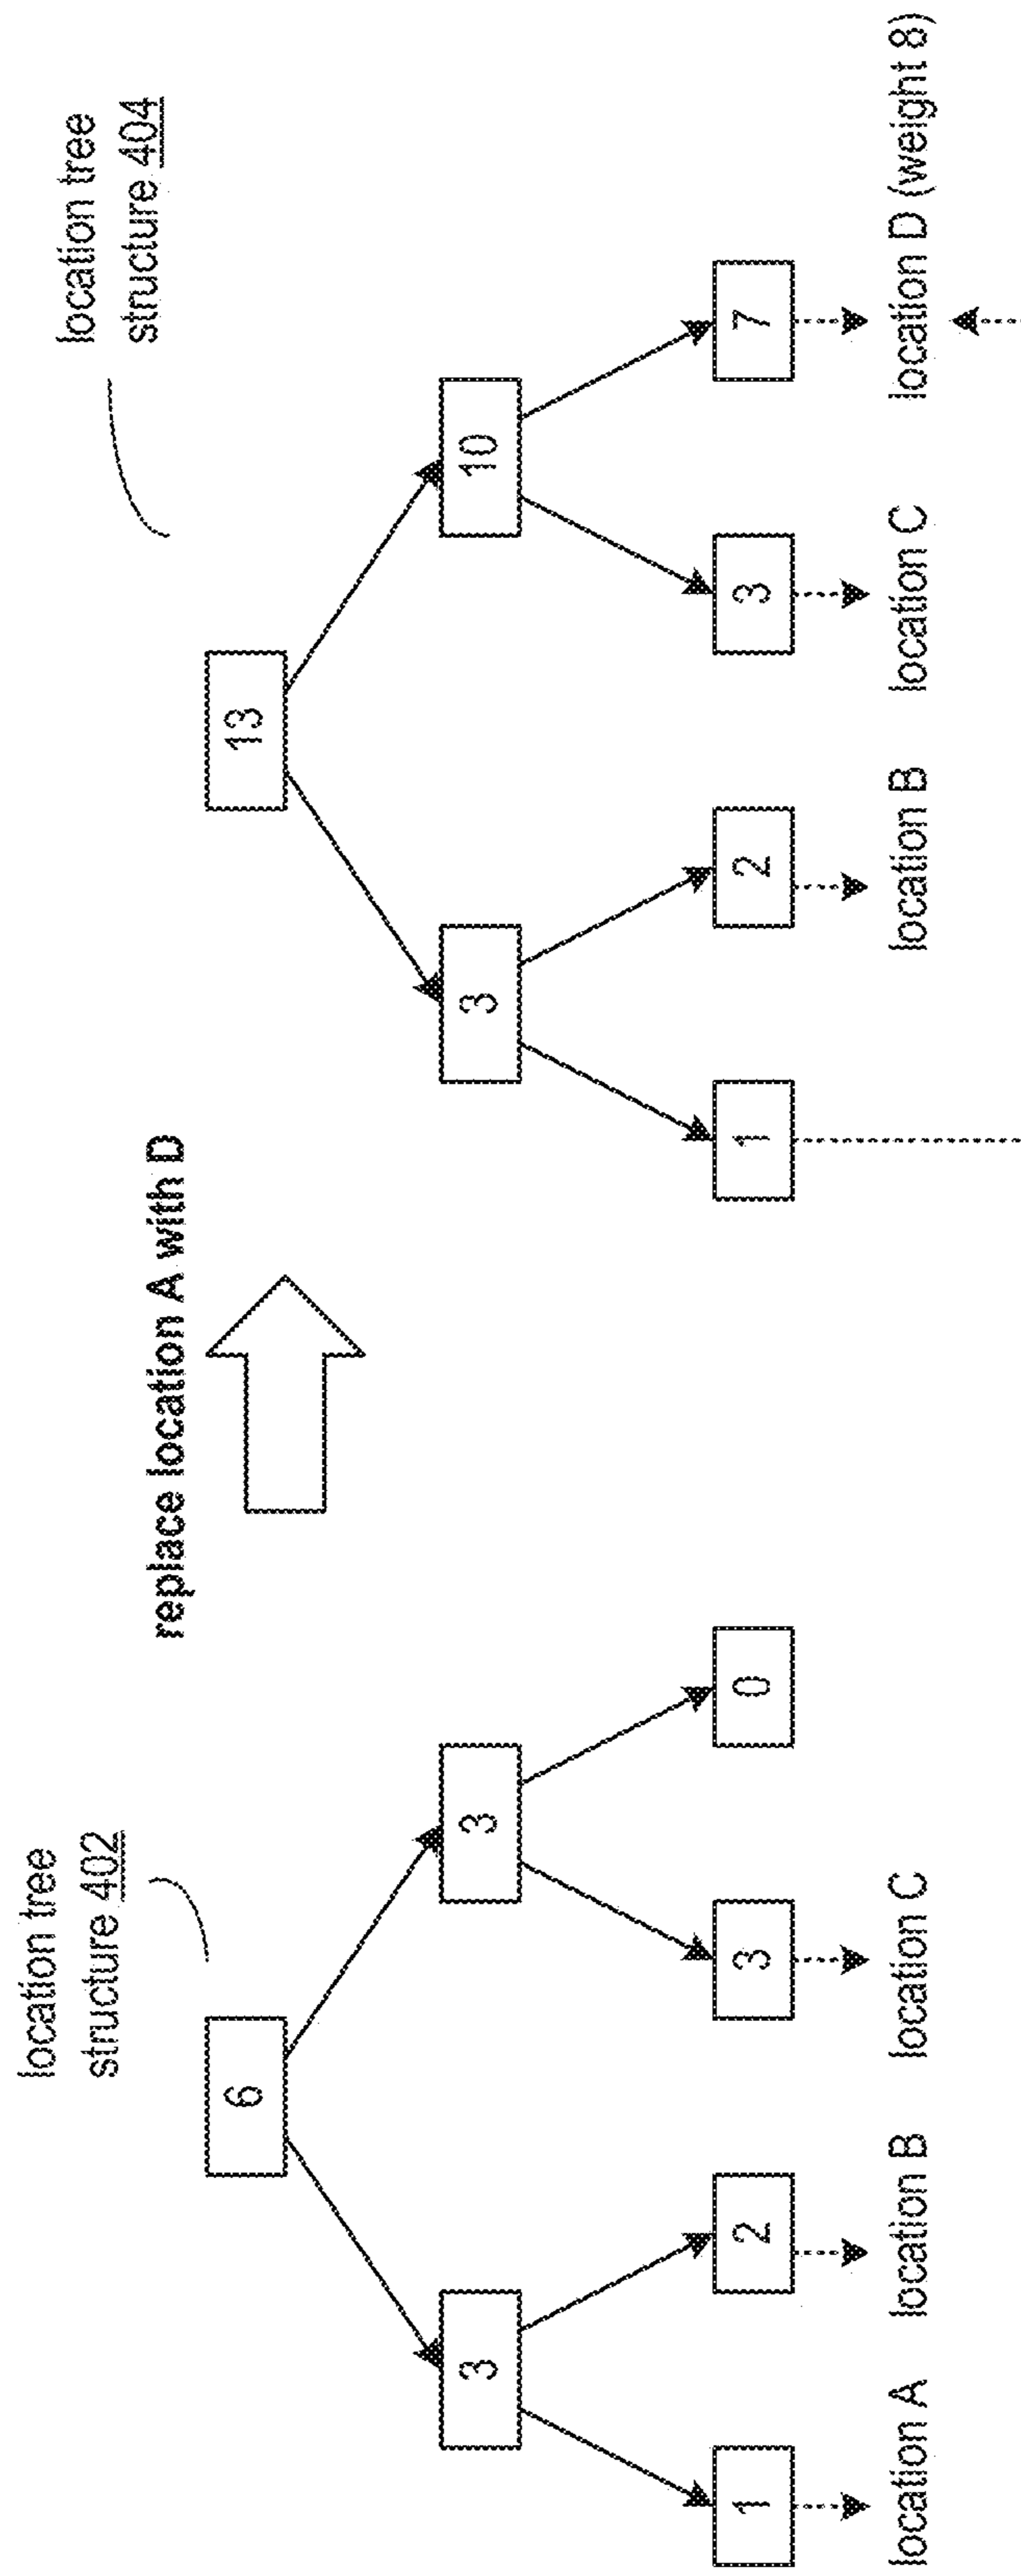 location tree
structure 402
6
3
3
1
2
3
0
location A
location B
location C
replace location A with D
location tree
structure 404
13
3
10
1
2
3
7
location B
location C
location D (weight 8)